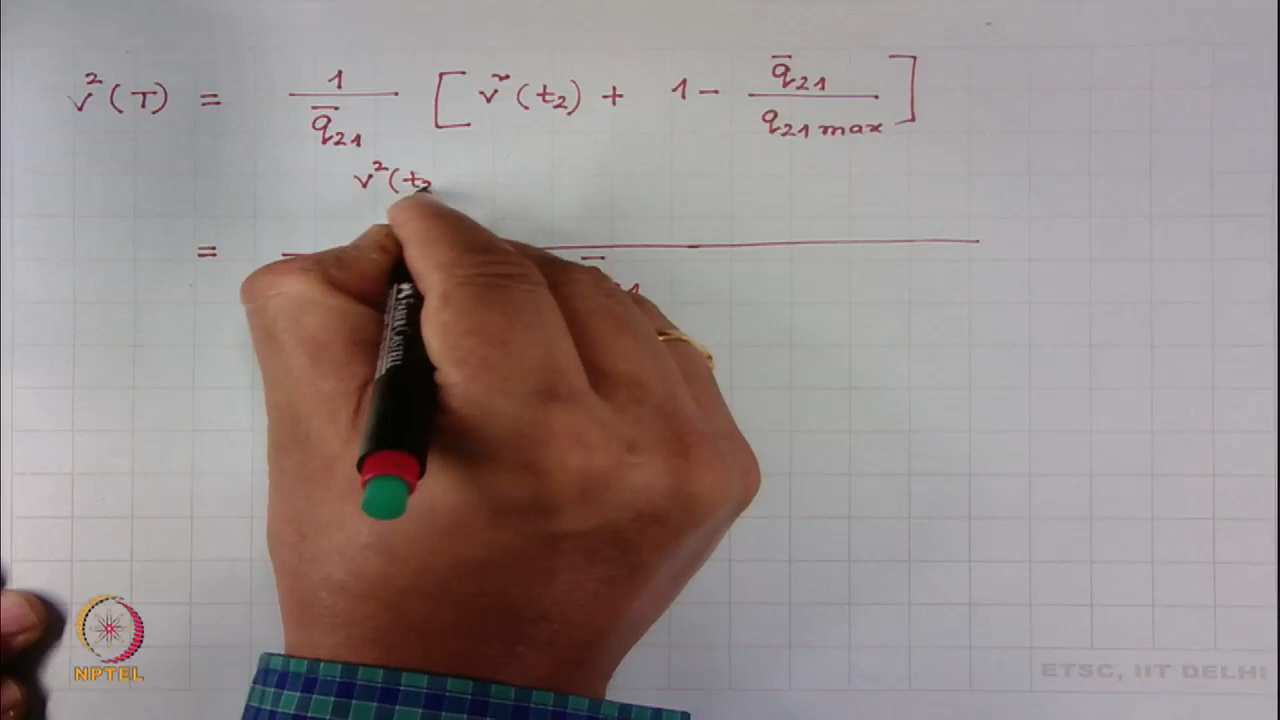 v²(T) = 1/q̄₂₁ [ v²(t₂) + 1 - q̄₂₁/q₂₁ max ]
v²(t₂
=
FABER-CASTELL
NPTEL
ETSC, IIT DELHI